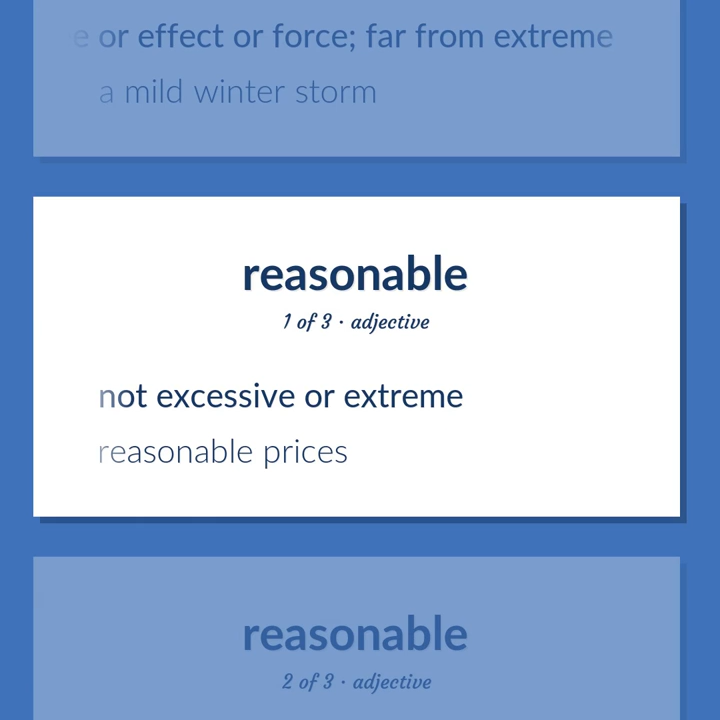 e or effect or force; far from extreme
a mild winter storm
reasonable
1 of 3 · adjective
not excessive or extreme
reasonable prices
reasonable
2 of 3 · adjective